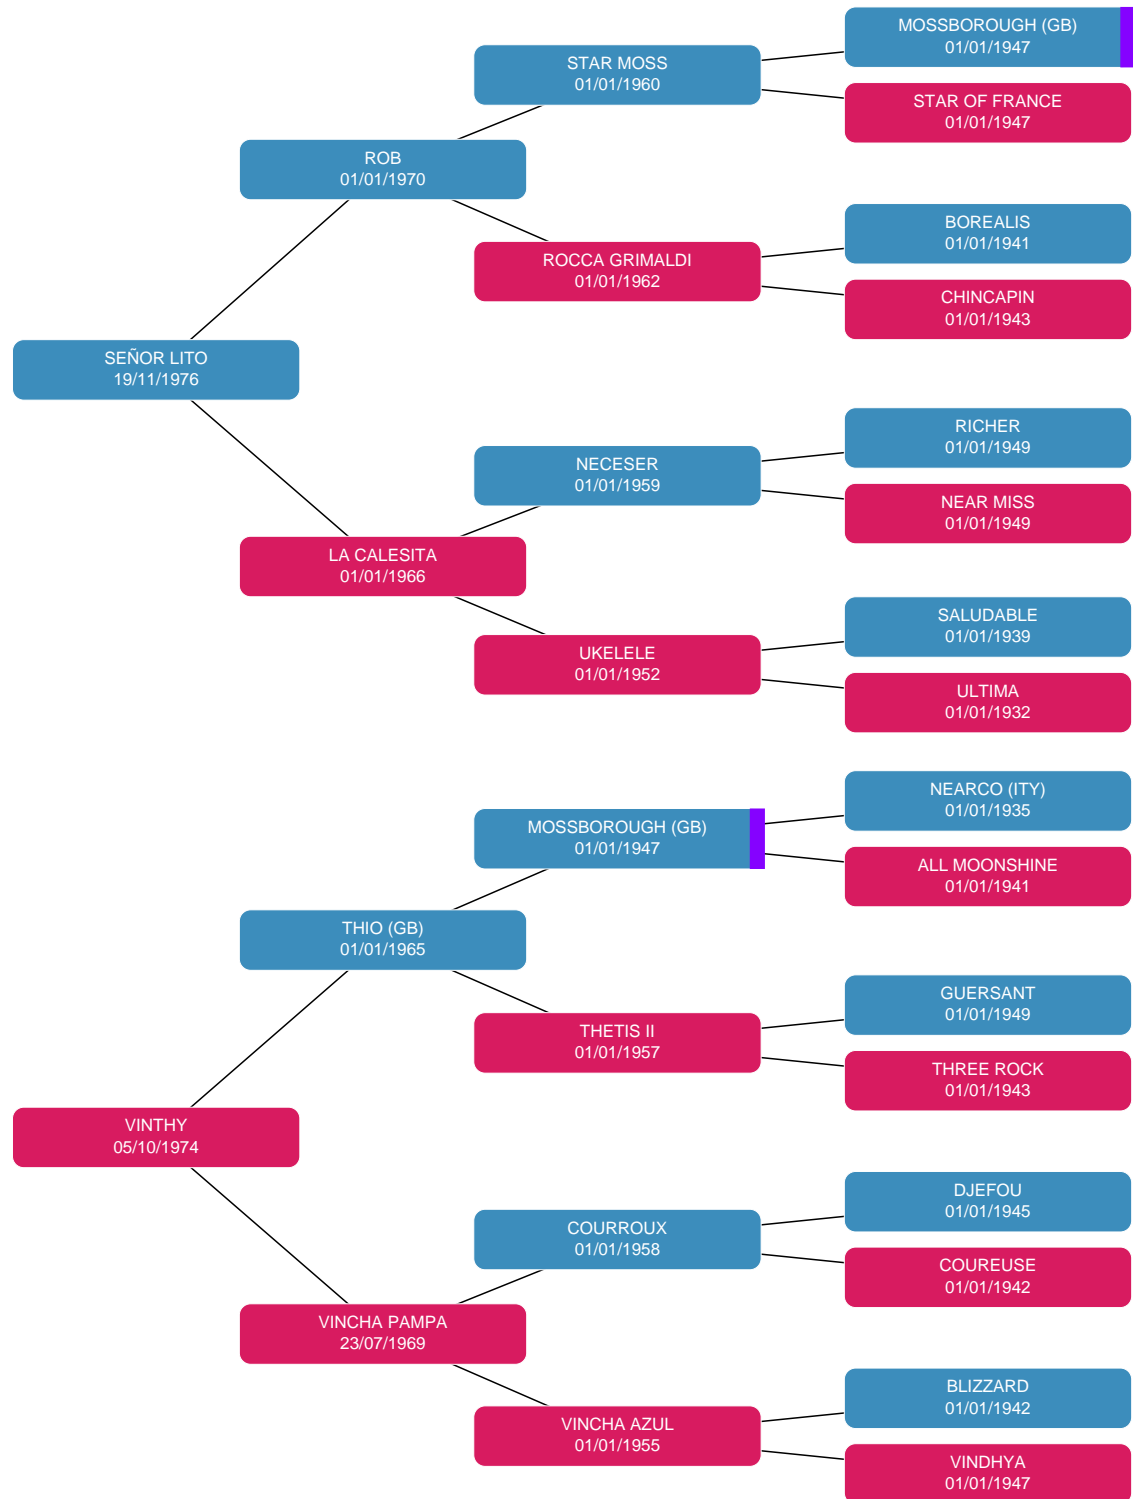 MOSSBOROUGH (GB)
01/01/1947
STAR MOSS
01/01/1960
STAR OF FRANCE
01/01/1947
ROB
01/01/1970
BOREALIS
01/01/1941
ROCCA GRIMALDI
01/01/1962
CHINCAPIN
01/01/1943
SEÑOR LITO
19/11/1976
RICHER
01/01/1949
NECESER
01/01/1959
NEAR MISS
01/01/1949
LA CALESITA
01/01/1966
SALUDABLE
01/01/1939
UKELELE
01/01/1952
ULTIMA
01/01/1932
NEARCO (ITY)
01/01/1935
MOSSBOROUGH (GB)
01/01/1947
ALL MOONSHINE
01/01/1941
THIO (GB)
01/01/1965
GUERSANT
01/01/1949
THETIS II
01/01/1957
THREE ROCK
01/01/1943
VINTHY
05/10/1974
DJEFOU
01/01/1945
COURROUX
01/01/1958
COUREUSE
01/01/1942
VINCHA PAMPA
23/07/1969
BLIZZARD
01/01/1942
VINCHA AZUL
01/01/1955
VINDHYA
01/01/1947